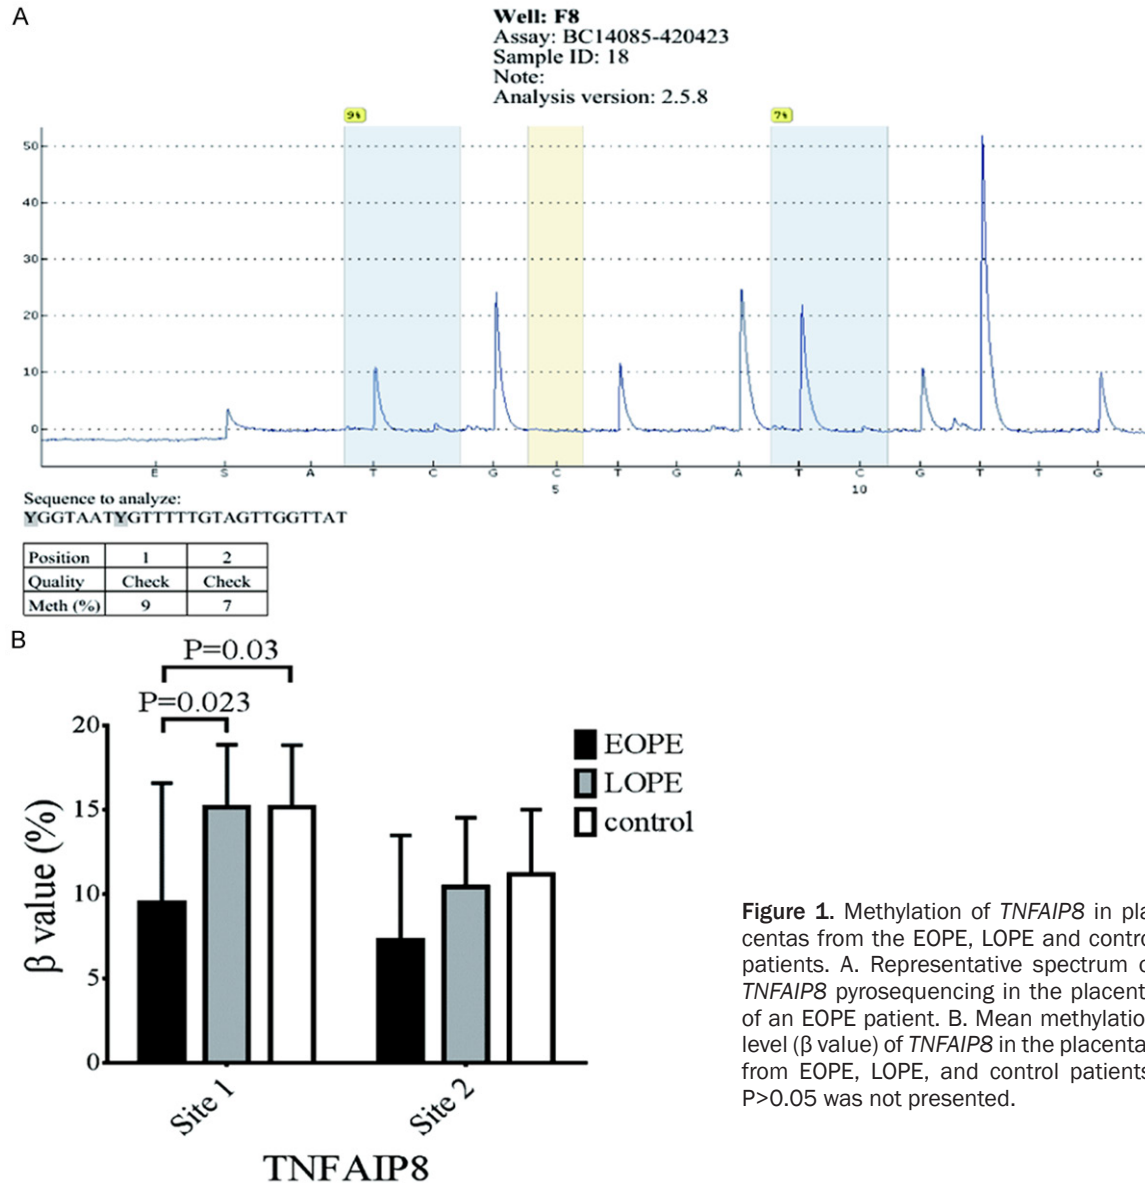 A
Well: F8
Assay: BC14085-420423
Sample ID: 18
Note:
Analysis version: 2.5.8
9% 7%
50
40
30
20
10
0
E S A T C G C T G A T C G T T G
5 10
Sequence to analyze:
YGGTAATYGTTTTTGTAGTTGGTTAT
Position 1 2
Quality Check Check
Meth (%) 9 7
B
P=0.03
P=0.023
20
15
10
5
0
β value (%)
EOPE
LOPE
control
Site 1 Site 2
TNFAIP8
Figure 1. Methylation of TNFAIP8 in pla
centas from the EOPE, LOPE and contro
patients. A. Representative spectrum o
TNFAIP8 pyrosequencing in the placent
of an EOPE patient. B. Mean methylatio
level (β value) of TNFAIP8 in the placenta
from EOPE, LOPE, and control patients
P>0.05 was not presented.